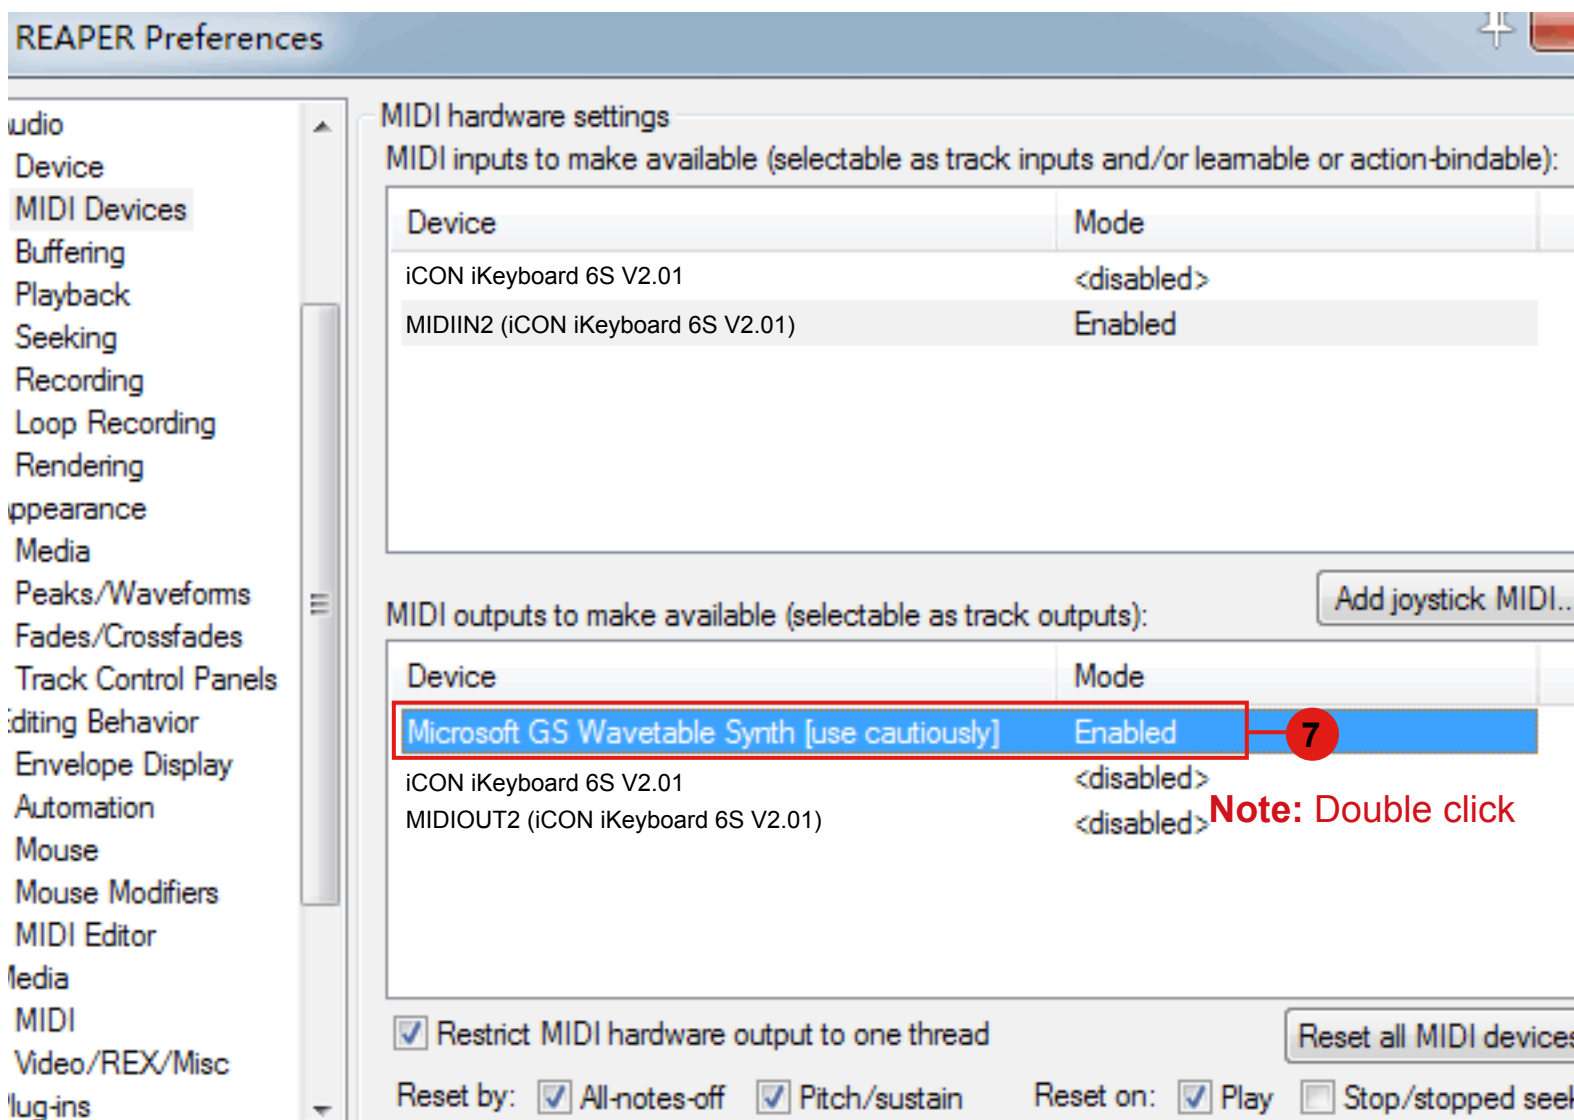 REAPER Preferences
udio
Device
MIDI Devices
Buffering
Playback
Seeking
Recording
Loop Recording
Rendering
ppearance
Media
Peaks/Waveforms
Fades/Crossfades
Track Control Panels
diting Behavior
Envelope Display
Automation
Mouse
Mouse Modifiers
MIDI Editor
edia
MIDI
Video/REX/Misc
lug-ins
MIDI hardware settings
MIDI inputs to make available (selectable as track inputs and/or learnable or action-bindable):
Device Mode
iCON iKeyboard 6S V2.01 <disabled>
MIDIIN2 (iCON iKeyboard 6S V2.01) Enabled
Add joystick MIDI...
MIDI outputs to make available (selectable as track outputs):
Device Mode
Microsoft GS Wavetable Synth [use cautiously] Enabled 7
iCON iKeyboard 6S V2.01 <disabled>
MIDIOUT2 (iCON iKeyboard 6S V2.01) <disabled>
Note: Double click
Restrict MIDI hardware output to one thread
Reset all MIDI devices
Reset by: All-notes-off Pitch/sustain Reset on: Play Stop/stopped seek